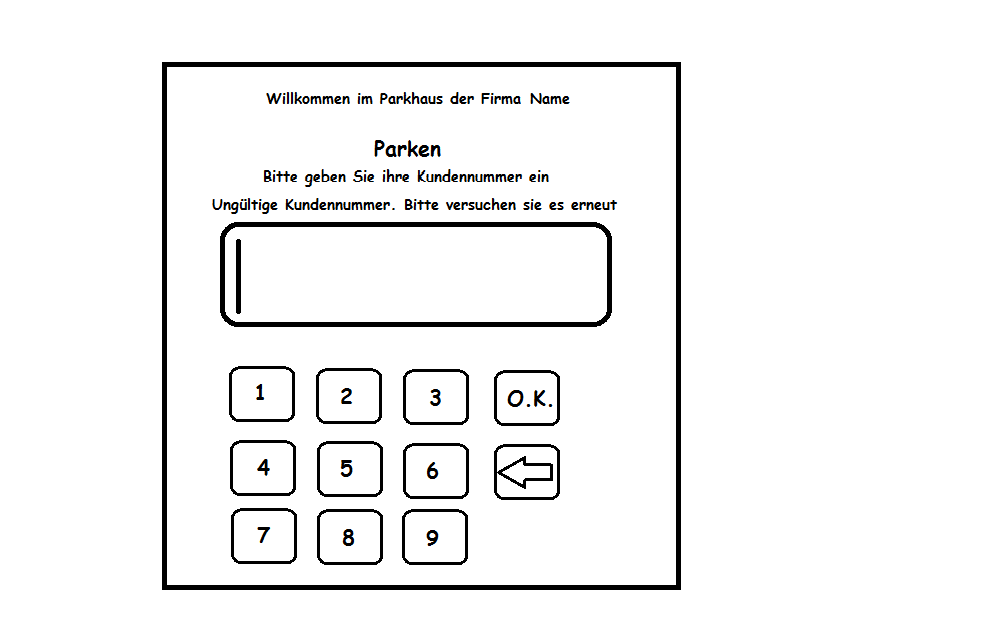 Willkommen im Parkhaus der Firma Name
Parken
Bitte geben Sie ihre Kundennummer ein
Ungültige Kundennummer. Bitte versuchen sie es erneut
1 2 3 O.K.
4 5 6
7 8 9